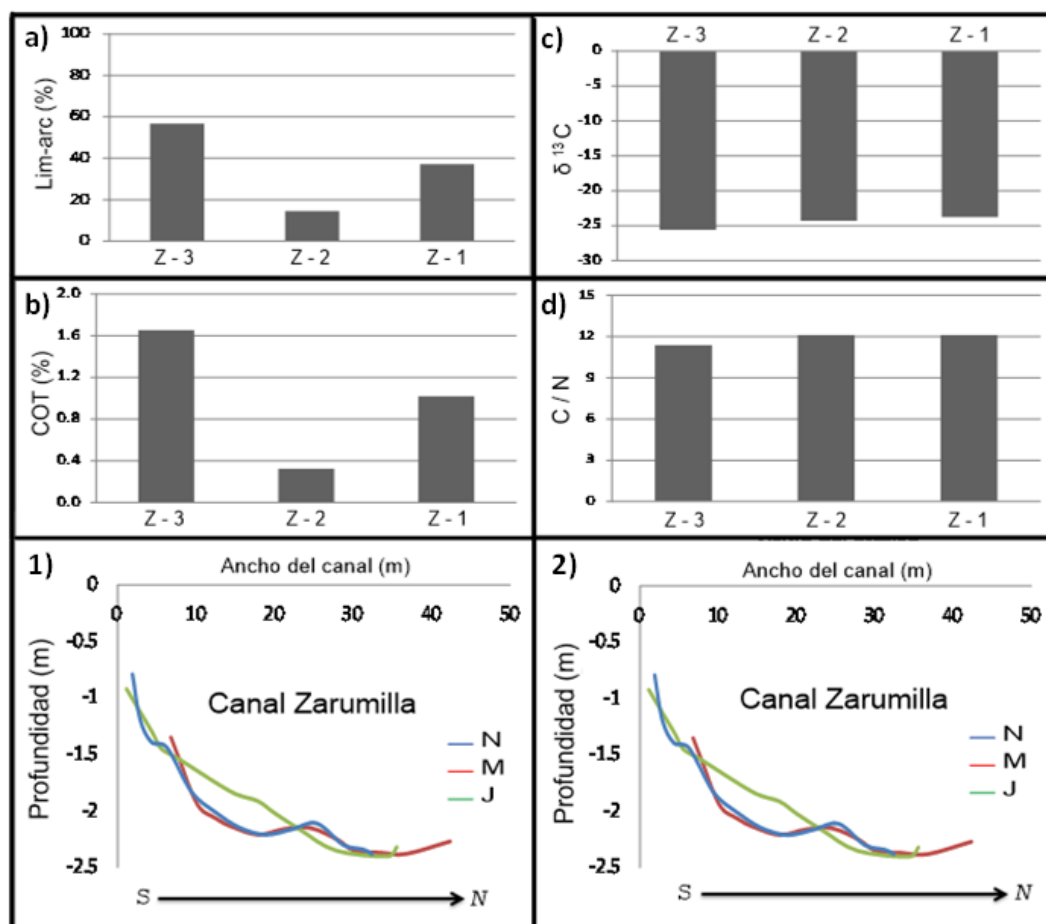 a)
Lim-arc (%)
100
80
60
40
20
0
Z - 3 Z - 2 Z - 1
c)
Z - 3 Z - 2 Z - 1
δ ¹³C
0
-5
-10
-15
-20
-25
-30
b)
COT (%)
2.0
1.6
1.2
0.8
0.4
0.0
Z - 3 Z - 2 Z - 1
d)
C / N
15
12
9
6
3
0
Z - 3 Z - 2 Z - 1
1)
Ancho del canal (m)
0 10 20 30 40 50
Profundidad (m)
0
-0.5
-1
-1.5
-2
-2.5
Canal Zarumilla
N
M
J
S N
2)
Ancho del canal (m)
0 10 20 30 40 50
Profundidad (m)
0
-0.5
-1
-1.5
-2
-2.5
Canal Zarumilla
N
M
J
S N